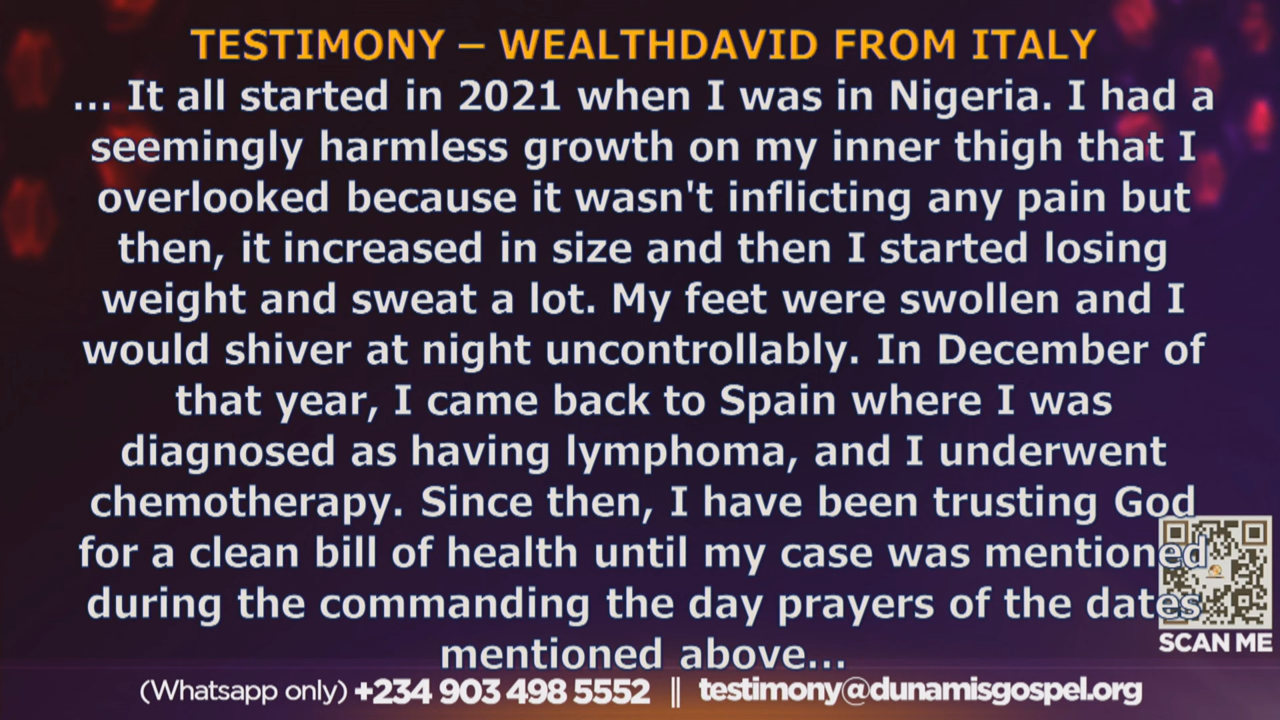 TESTIMONY – WEALTHDAVID FROM ITALY
... It all started in 2021 when I was in Nigeria. I had a
seemingly harmless growth on my inner thigh that I
overlooked because it wasn't inflicting any pain but
then, it increased in size and then I started losing
weight and sweat a lot. My feet were swollen and I
would shiver at night uncontrollably. In December of
that year, I came back to Spain where I was
diagnosed as having lymphoma, and I underwent
chemotherapy. Since then, I have been trusting God
for a clean bill of health until my case was mentioned
during the commanding the day prayers of the dates
mentioned above...
SCAN ME
(Whatsapp only) +234 903 498 5552 || testimony@dunamisgospel.org